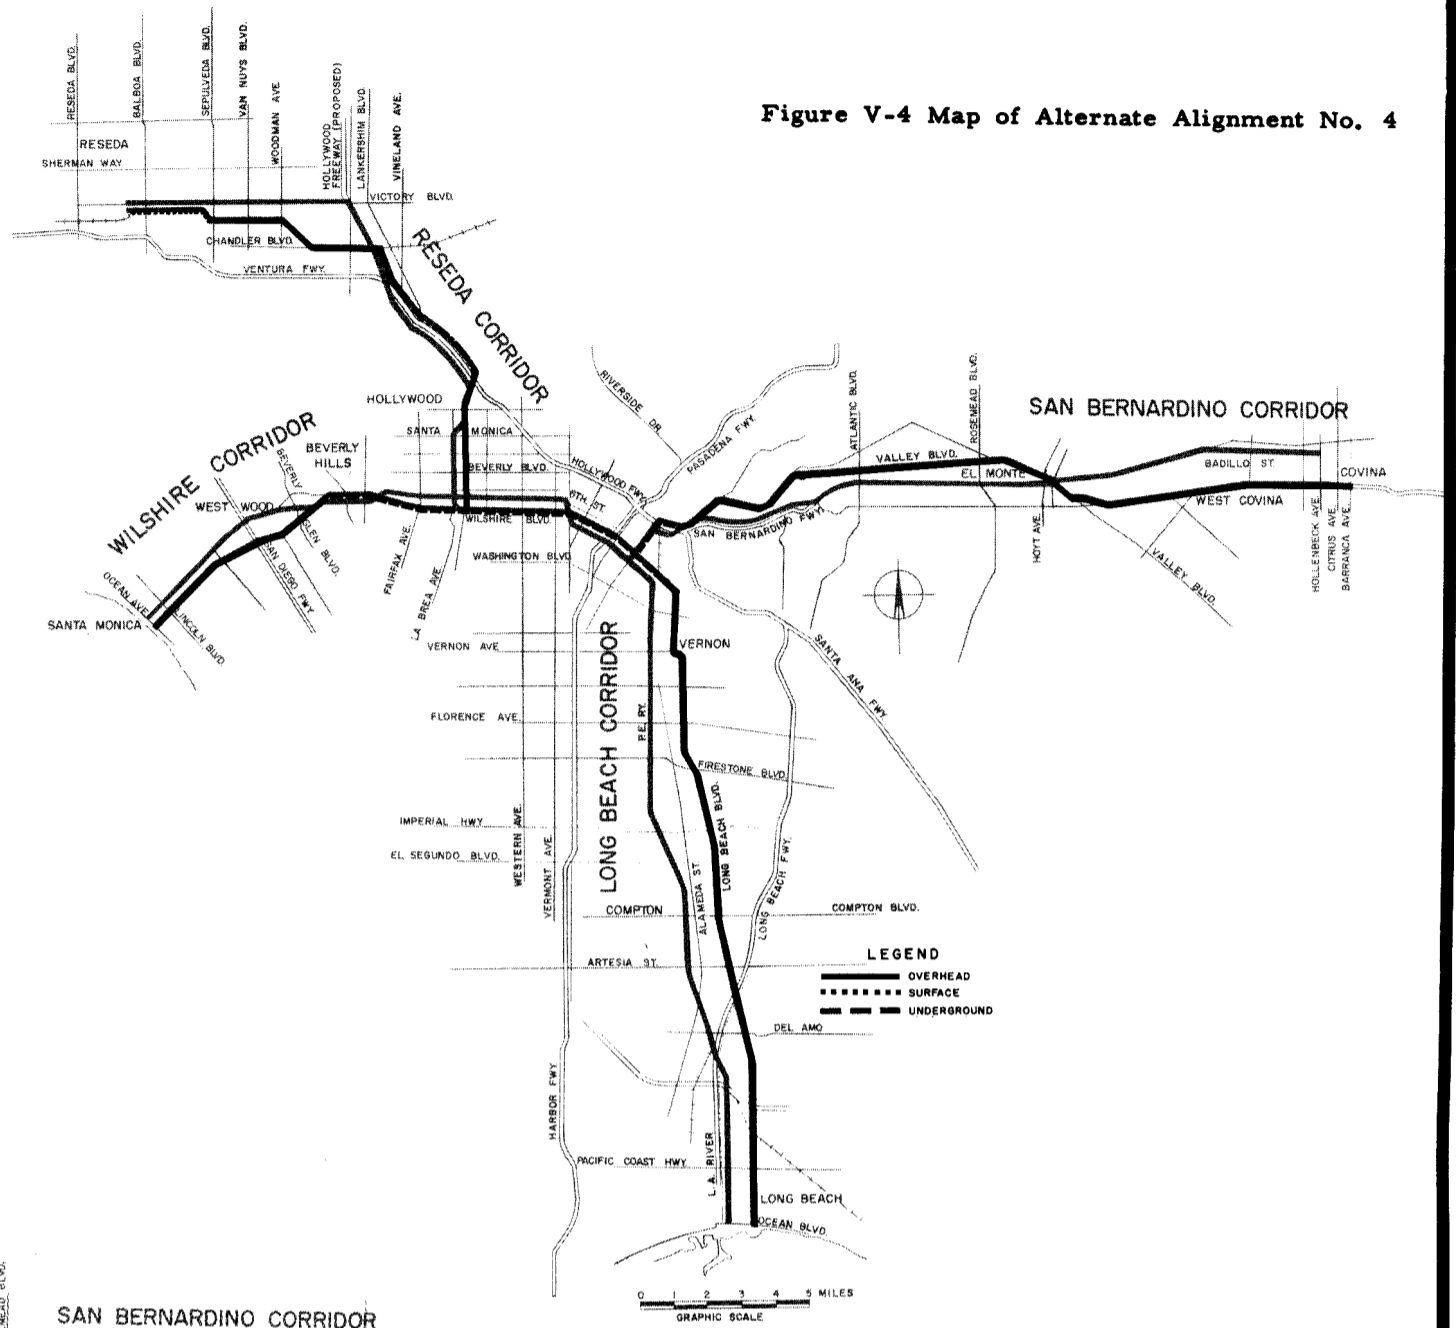 Figure V-4 Map of Alternate Alignment No. 4
RESEDA BLVD.
BALBOA BLVD.
SEPULVEDA BLVD.
VAN NUYS BLVD.
WOODMAN AVE
HOLLYWOOD
FREEWAY (PROPOSED)
LANKERSHIM BLVD.
VINELAND AVE.
RESEDA
SHERMAN WAY
VICTORY BLVD.
CHANDLER BLVD.
VENTURA FWY.
RESEDA CORRIDOR
HOLLYWOOD
SANTA MONICA
BEVERLY BLVD.
HOLLYWOOD FWY.
6TH. ST.
WILSHIRE BLVD.
WASHINGTON BLVD
RIVERSIDE DR.
PASADENA FWY.
ATLANTIC BLVD.
ROSEMEAD BLVD.
SAN BERNARDINO CORRIDOR
VALLEY BLVD.
EL MONTE
BADILLO ST.
COVINA
WEST COVINA
SAN BERNARDINO FWY.
HOYT AVE.
VALLEY BLVD.
HOLLENBECK AVE.
CITRUS AVE.
BARRANCA AVE.
WILSHIRE CORRIDOR
BEVERLY
HILLS
BEVERLY
GLEN BLVD.
WEST WOOD
SAN DIEGO FWY.
FAIRFAX AVE.
LA BREA AVE.
OCEAN AVE.
LINCOLN BLVD.
SANTA MONICA
VERNON AVE
VERNON
SANTA ANA FWY.
LONG BEACH CORRIDOR
FLORENCE AVE.
P.E. RY.
FIRESTONE BLVD.
LONG BEACH BLVD.
IMPERIAL HWY
EL SEGUNDO BLVD.
WESTERN AVE.
VERMONT AVE.
ALAMEDA ST.
LONG BEACH FWY.
COMPTON
COMPTON BLVD.
ARTESIA ST.
LEGEND
OVERHEAD
SURFACE
UNDERGROUND
DEL AMO
HARBOR FWY.
PACIFIC COAST HWY.
L.A. RIVER
LONG BEACH
OCEAN BLVD.
0 1 2 3 4 5 MILES
GRAPHIC SCALE
SAN BERNARDINO CORRIDOR